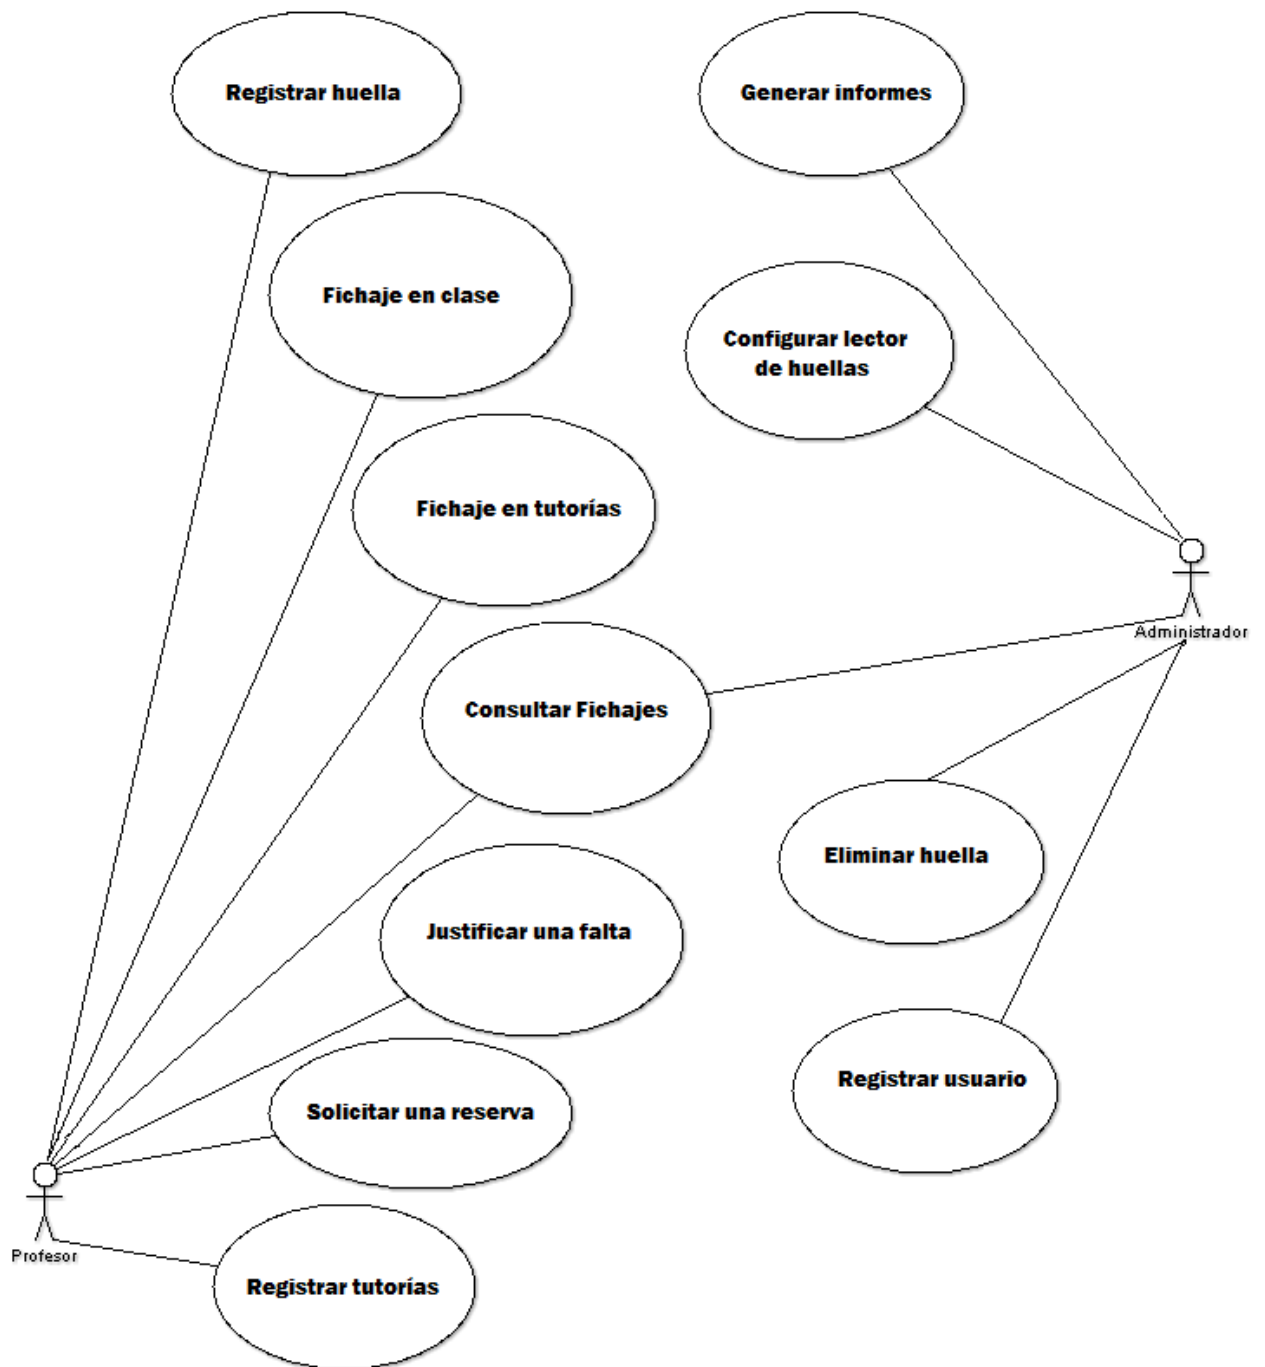 Registrar huella
Generar informes
Fichaje en clase
Configurar lector
de huellas
Fichaje en tutorías
Administrador
Consultar Fichajes
Eliminar huella
Justificar una falta
Registrar usuario
Solicitar una reserva
Profesor
Registrar tutorías